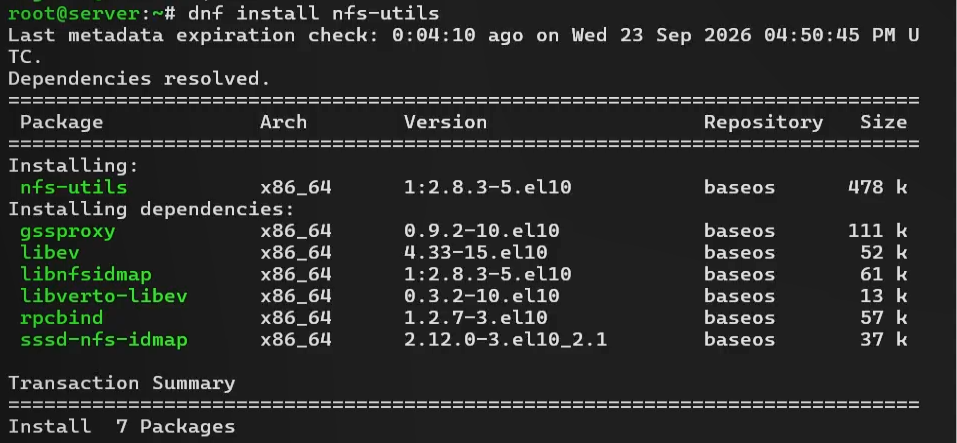 root@server:~# dnf install nfs-utils
Last metadata expiration check: 0:04:10 ago on Wed 23 Sep 2026 04:50:45 PM U
TC.
Dependencies resolved.
================================================================================
 Package             Arch        Version                  Repository   Size
================================================================================
Installing:
 nfs-utils           x86_64      1:2.8.3-5.el10           baseos      478 k
Installing dependencies:
 gssproxy            x86_64      0.9.2-10.el10            baseos      111 k
 libev               x86_64      4.33-15.el10             baseos       52 k
 libnfsidmap         x86_64      1:2.8.3-5.el10           baseos       61 k
 libverto-libev      x86_64      0.3.2-10.el10            baseos       13 k
 rpcbind             x86_64      1.2.7-3.el10             baseos       57 k
 sssd-nfs-idmap      x86_64      2.12.0-3.el10_2.1        baseos       37 k
Transaction Summary
================================================================================
Install  7 Packages